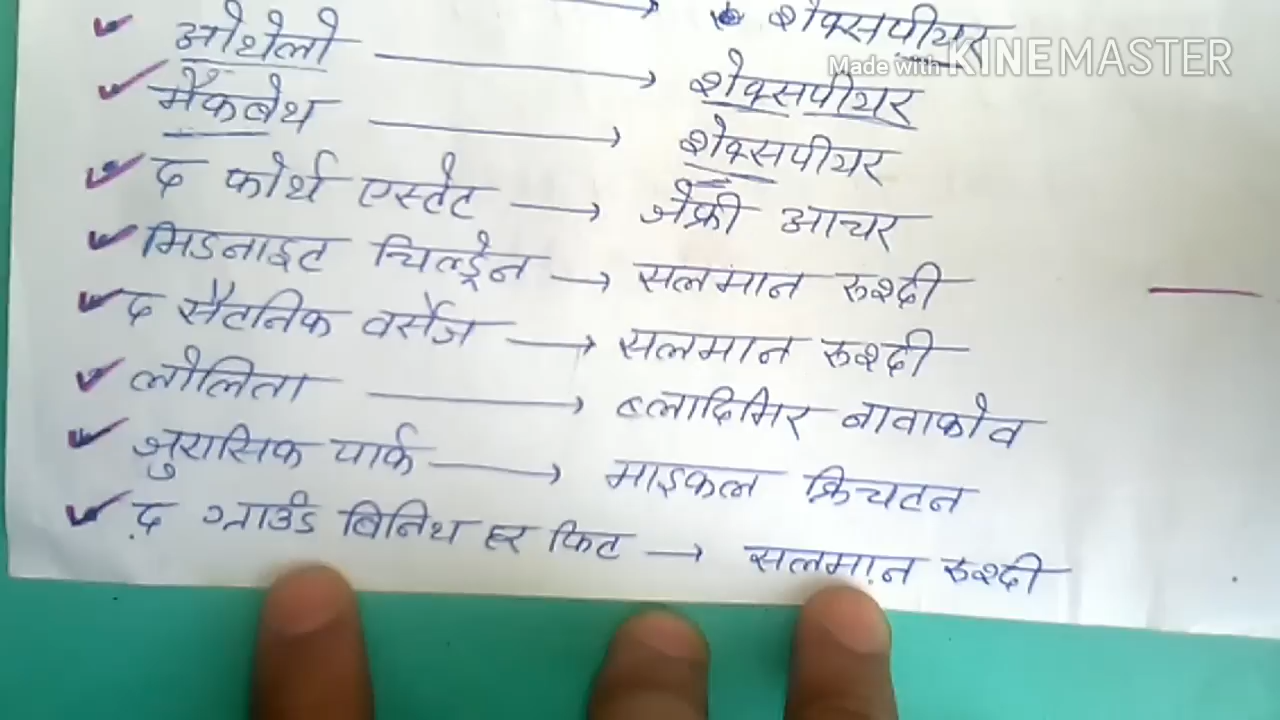 शेक्सपीयर
Made with KINEMASTER
ओथेलो → शेक्सपीयर
मैकबेथ → शेक्सपीयर
द फोर्थ एस्टेट → जैफ्री आचर
मिडनाइट चिल्ड्रेन → सलमान रुश्दी
द सैटनिक वर्सेज → सलमान रुश्दी
लोलिता → ब्लादिमिर नावाकोव
जुरासिक पार्क → माइकल क्रिचटन
द ग्राउंड बिनिथ हर फिट → सलमान रुश्दी